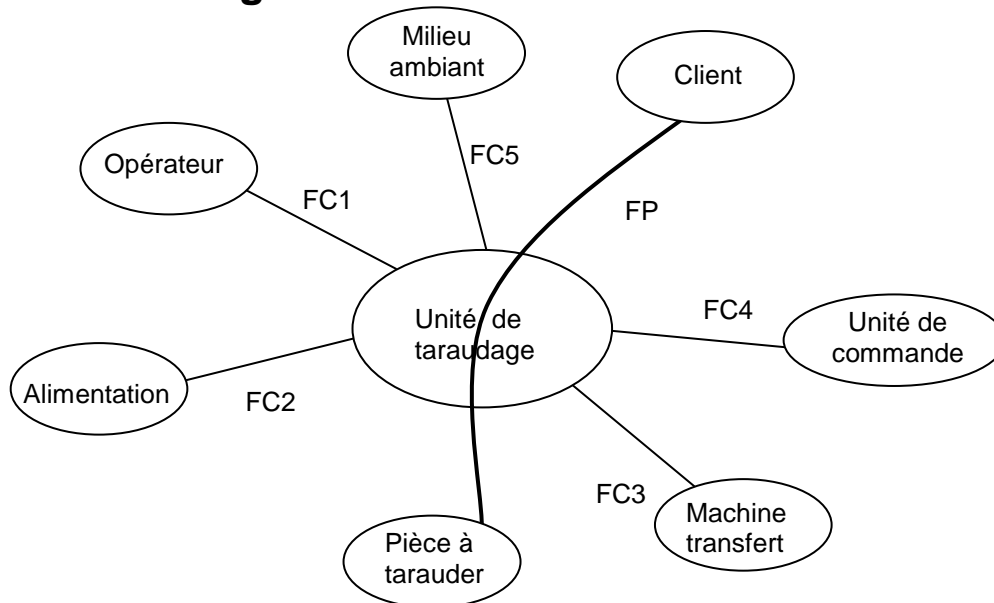 Milieu
ambiant
Client
Opérateur
FC5
FC1
FP
FC4
Unité de
commande
Unité de
taraudage
Alimentation
FC2
FC3
Machine
transfert
Pièce à
tarauder